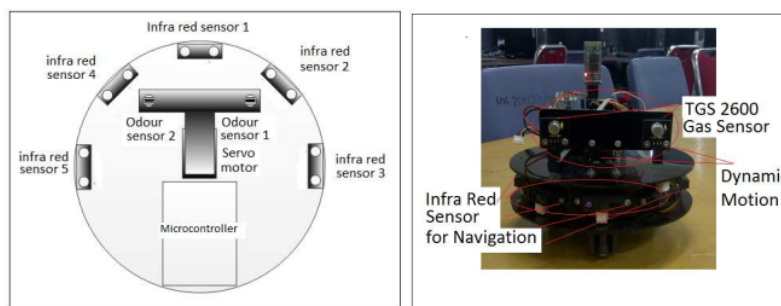 Infra red sensor 1
infra red
sensor 4
infra red
sensor 2
Odour
sensor 2
Odour
sensor 1
Servo
motor
infra red
sensor 5
infra red
sensor 3
Microcontroller
TGS 2600
Gas Sensor
Dynami
Motion
Infra Red
Sensor
for Navigation